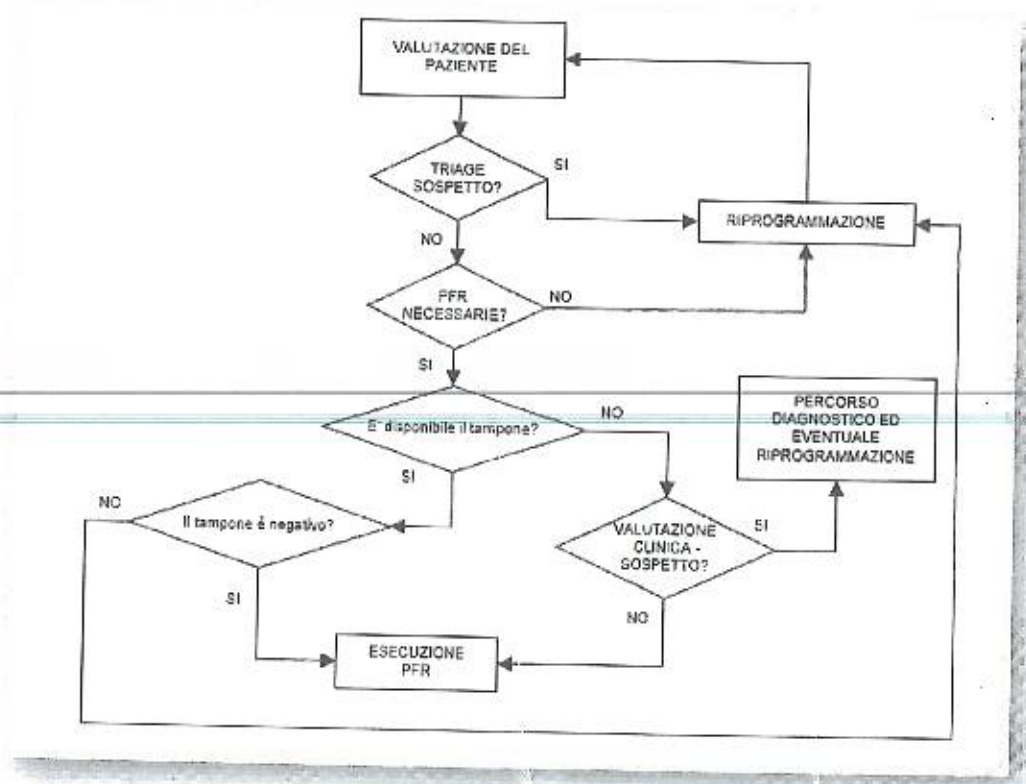 VALUTAZIONE DEL
PAZIENTE
TRIAGE
SOSPETTO?
SI
RIPROGRAMMAZIONE
NO
PFR
NECESSARIE?
NO
SI
E' disponibile il tampone?
NO
PERCORSO
DIAGNOSTICO ED
EVENTUALE
RIPROGRAMMAZIONE
SI
NO
Il tampone é negativo?
VALUTAZIONE
CLINICA -
SOSPETTO?
SI
SI
NO
ESECUZIONE
PFR